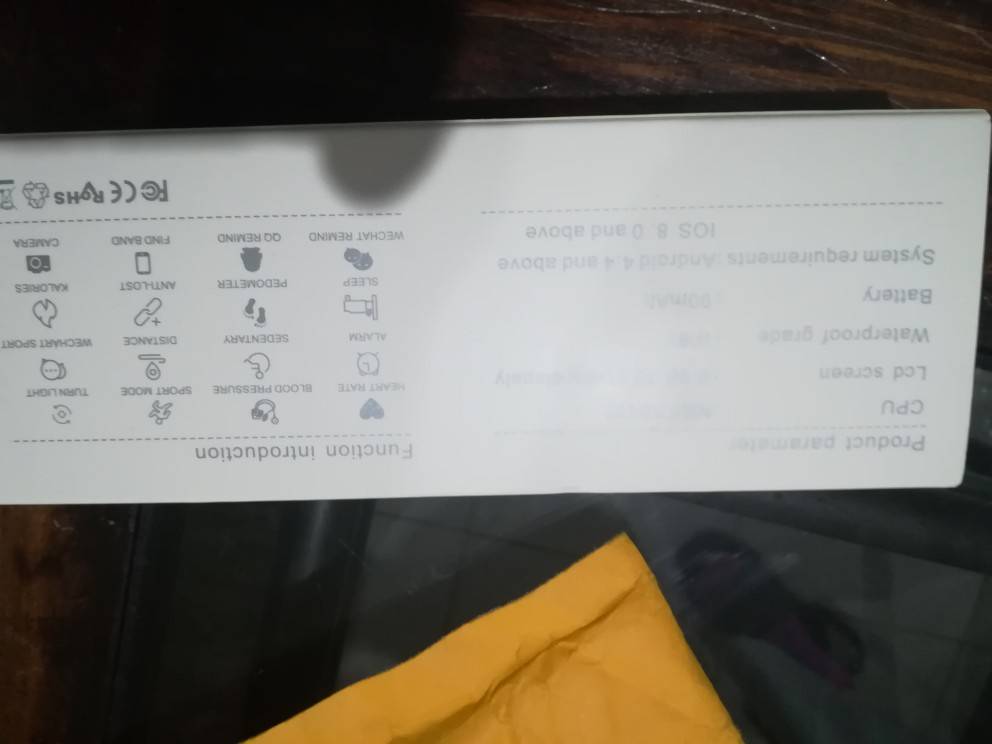 Product parameter
CPU
Lcd screen
Waterproof grade
Battery :90mAh
System requirements :Android 4.4 and above
IOS 8.0 and above
Function introduction
HEART RATE BLOOD PRESSURE SPORT MODE TURN LIGHT
ALARM SEDENTARY DISTANCE WECHART SPORT
SLEEP PEDOMETER ANTI-LOST KALORIES
WECHAT REMIND QQ REMIND FIND BAND CAMERA
FC CE RoHS